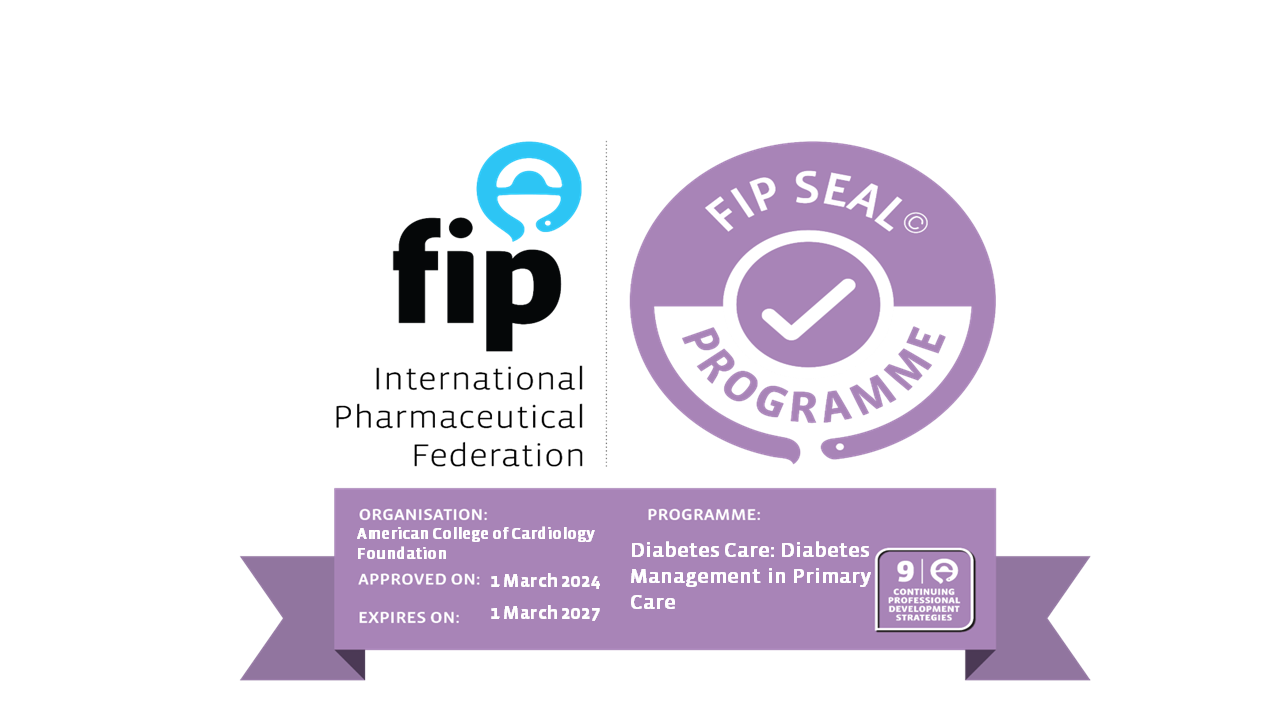 fip
International
Pharmaceutical
Federation
FIP SEAL©
PROGRAMME
ORGANISATION:
American College of Cardiology
Foundation
APPROVED ON: 1 March 2024
EXPIRES ON: 1 March 2027
PROGRAMME:
Diabetes Care: Diabetes
Management in Primary
Care
9
CONTINUING
PROFESSIONAL
DEVELOPMENT
STRATEGIES